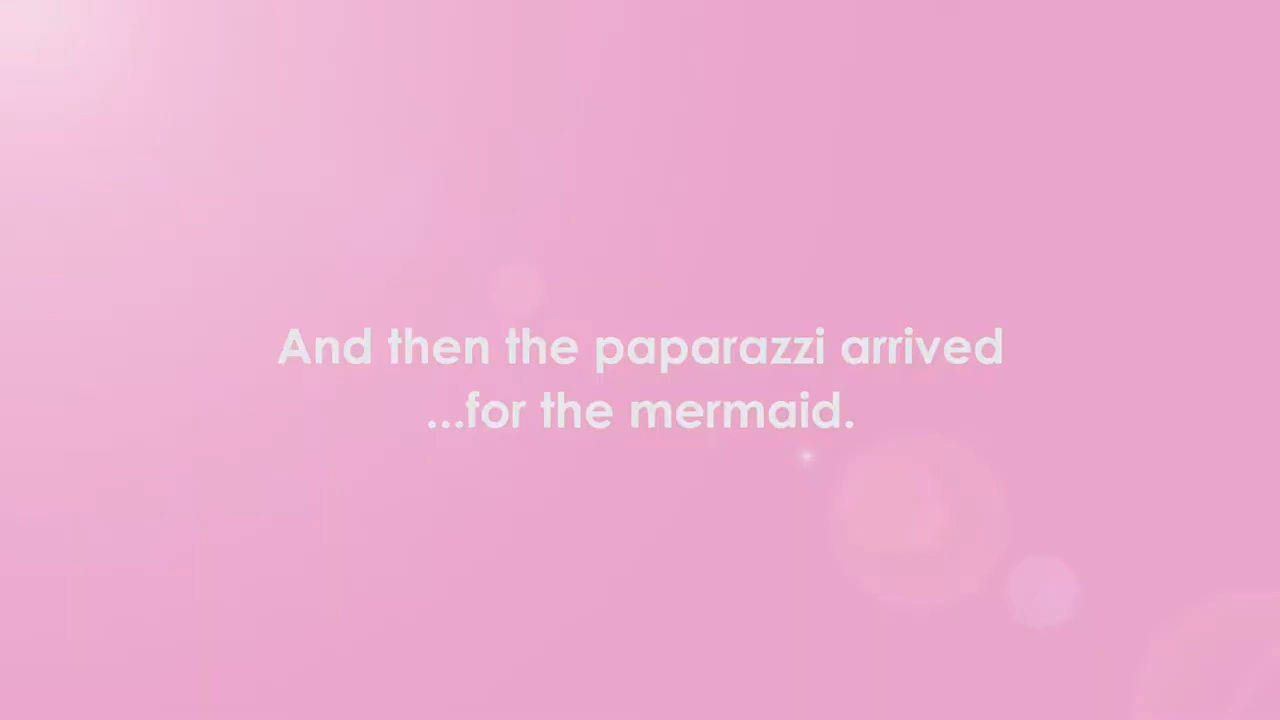 And then the paparazzi arrived
...for the mermaid.